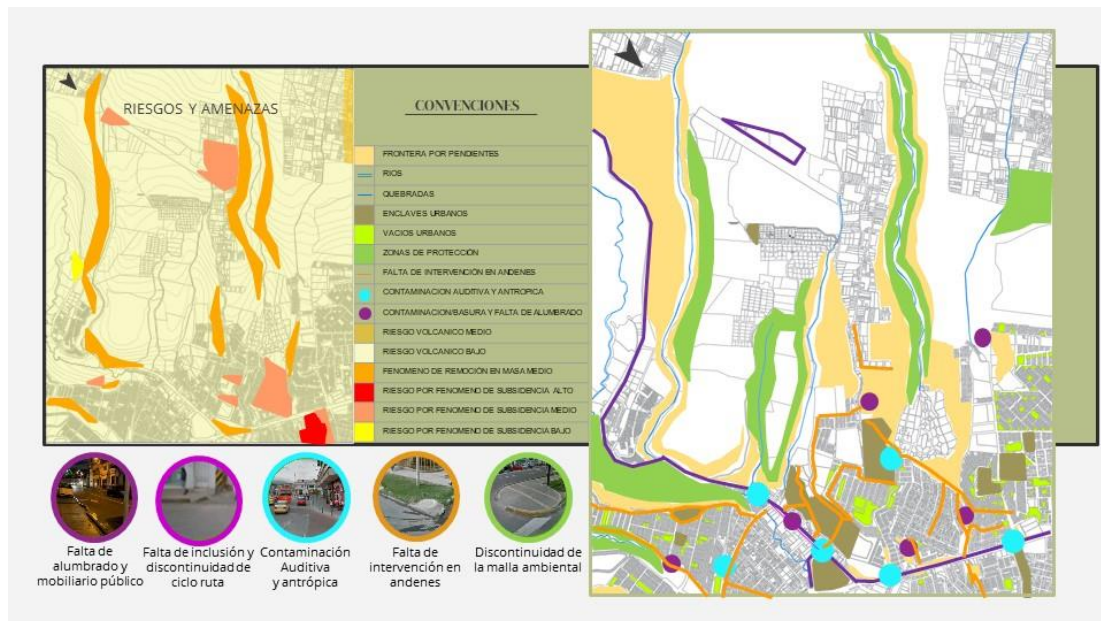 RIESGOS Y AMENAZAS
CONVENCIONES
FRONTERA POR PENDIENTES
RIOS
QUEBRADAS
ENCLAVES URBANOS
VACIOS URBANOS
ZONAS DE PROTECCIÓN
FALTA DE INTERVENCIÓN EN ANDENES
CONTAMINACION AUDITIVA Y ANTROPICA
CONTAMINACION/BASURA Y FALTA DE ALUMBRADO
RIESGO VOLCANICO MEDIO
RIESGO VOLCANICO BAJO
FENOMENO DE REMOCIÓN EN MASA MEDIO
RIESGO POR FENOMENO DE SUBSIDENCIA ALTO
RIESGO POR FENOMENO DE SUBSIDENCIA MEDIO
RIESGO POR FENOMENO DE SUBSIDENCIA BAJO
Falta de
alumbrado y
mobiliario público
Falta de inclusión y
discontinuidad de
ciclo ruta
Contaminación
Auditiva
y antrópica
Falta de
intervención en
andenes
Discontinuidad de
la malla ambiental